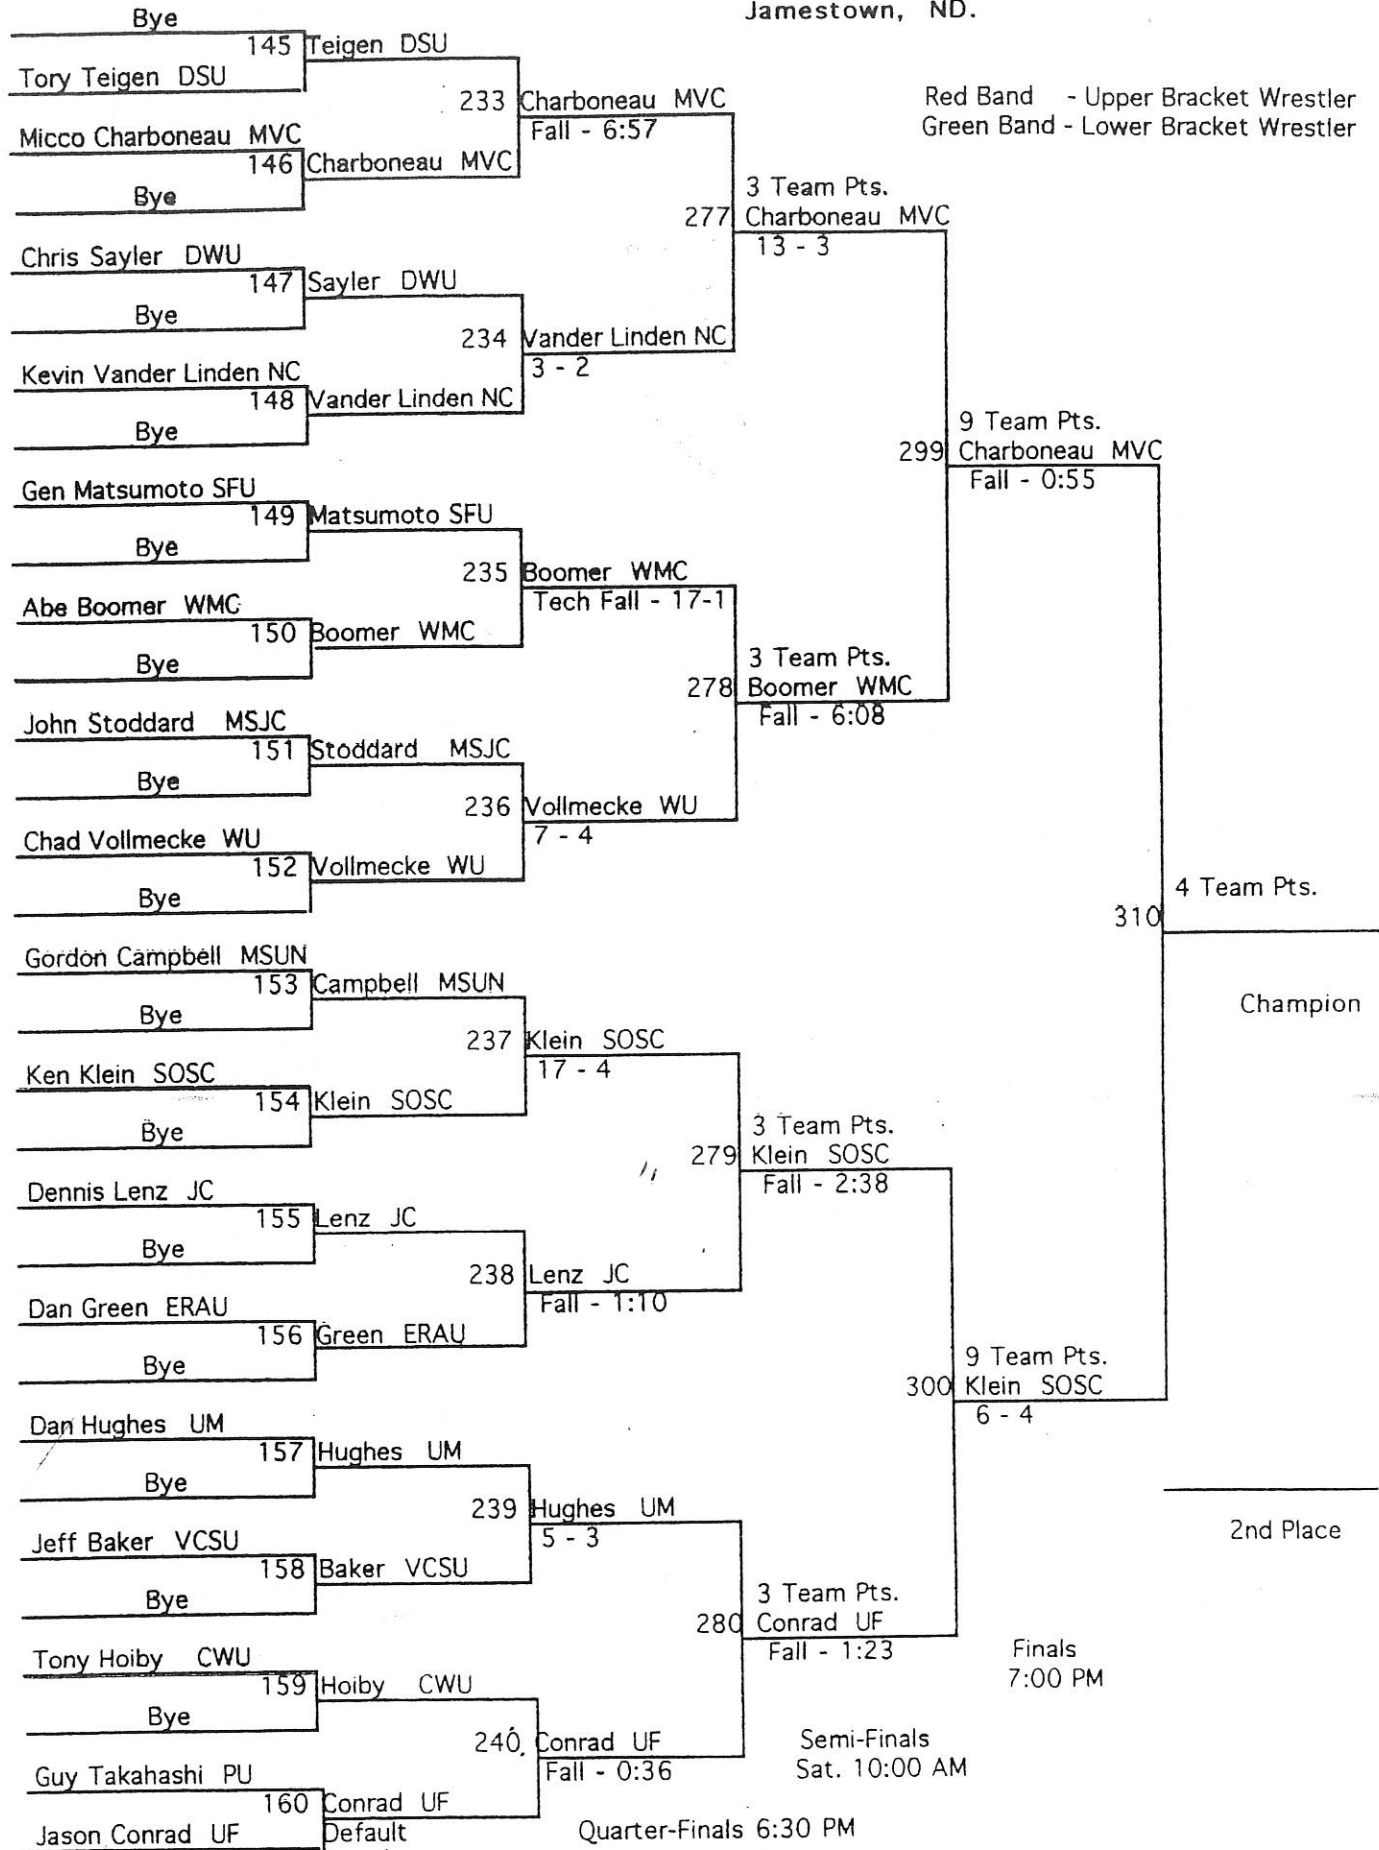 Jamestown, ND.
Bye
145 Teigen DSU
Tory Teigen DSU
233 Charboneau MVC
Fall - 6:57
Red Band - Upper Bracket Wrestler
Green Band - Lower Bracket Wrestler
Micco Charboneau MVC
146 Charboneau MVC
Bye
3 Team Pts.
277 Charboneau MVC
13 - 3
Chris Sayler DWU
147 Sayler DWU
Bye
234 Vander Linden NC
3 - 2
Kevin Vander Linden NC
148 Vander Linden NC
Bye
9 Team Pts.
299 Charboneau MVC
Fall - 0:55
Gen Matsumoto SFU
149 Matsumoto SFU
Bye
235 Boomer WMC
Tech Fall - 17-1
Abe Boomer WMC
150 Boomer WMC
Bye
3 Team Pts.
278 Boomer WMC
Fall - 6:08
John Stoddard MSJC
151 Stoddard MSJC
Bye
236 Vollmecke WU
7 - 4
Chad Vollmecke WU
152 Vollmecke WU
Bye
4 Team Pts.
310
Champion
Gordon Campbell MSUN
153 Campbell MSUN
Bye
237 Klein SOSC
17 - 4
Ken Klein SOSC
154 Klein SOSC
Bye
3 Team Pts.
279 Klein SOSC
Fall - 2:38
Dennis Lenz JC
155 Lenz JC
Bye
238 Lenz JC
Fall - 1:10
Dan Green ERAU
156 Green ERAU
Bye
9 Team Pts.
300 Klein SOSC
6 - 4
Dan Hughes UM
157 Hughes UM
Bye
239 Hughes UM
5 - 3
2nd Place
Jeff Baker VCSU
158 Baker VCSU
Bye
3 Team Pts.
280 Conrad UF
Fall - 1:23
Finals
7:00 PM
Tony Hoiby CWU
159 Hoiby CWU
Bye
240 Conrad UF
Fall - 0:36
Semi-Finals
Sat. 10:00 AM
Guy Takahashi PU
160 Conrad UF
Default
Jason Conrad UF
Quarter-Finals 6:30 PM